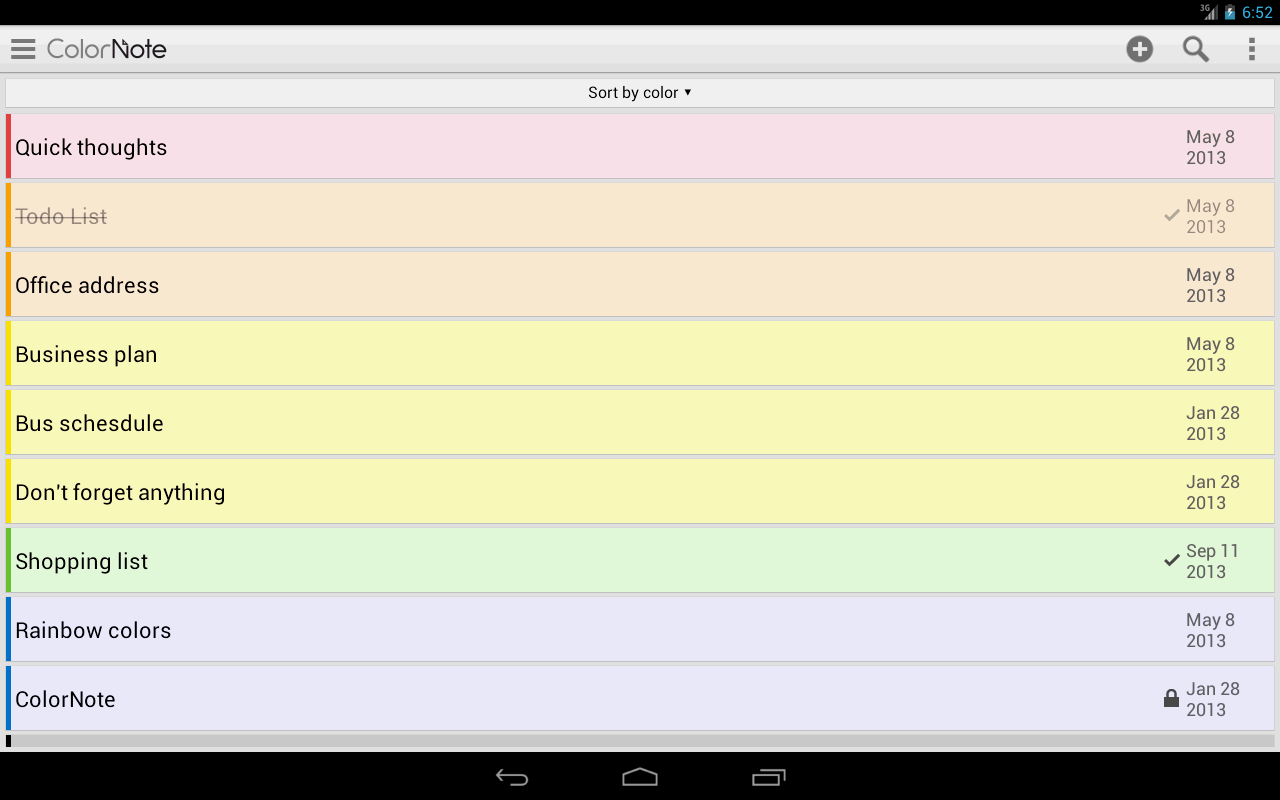 3G 6:52
ColorNote
Sort by color ▾
Quick thoughts
May 8
2013
Todo List
May 8
2013
Office address
May 8
2013
Business plan
May 8
2013
Bus schesdule
Jan 28
2013
Don't forget anything
Jan 28
2013
Shopping list
Sep 11
2013
Rainbow colors
May 8
2013
ColorNote
Jan 28
2013